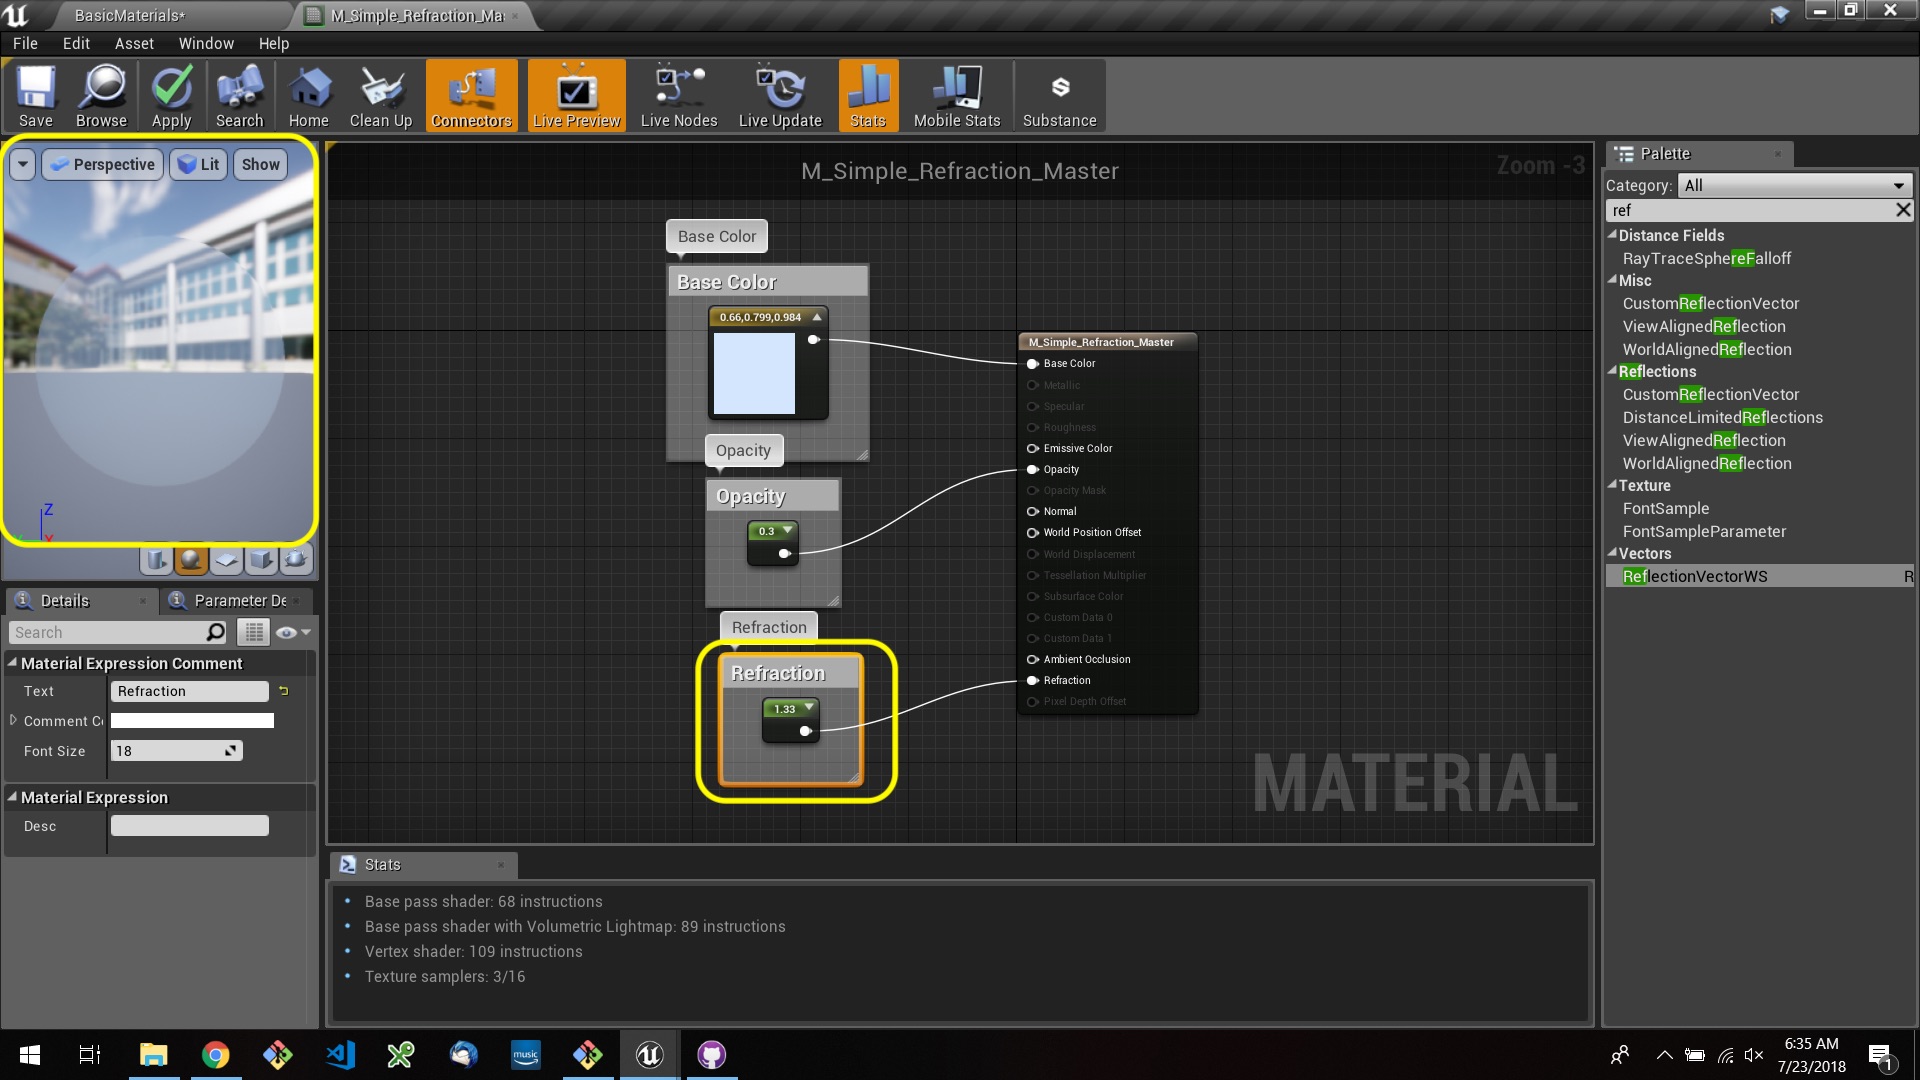 BasicMaterials*
M_Simple_Refraction_Ma
File Edit Asset Window Help
Save Browse Apply Search Home Clean Up Connectors Live Preview Live Nodes Live Update Stats Mobile Stats Substance
Perspective Lit Show
Z
X
Details
Parameter De
Search
Material Expression Comment
Text Refraction
Comment C
Font Size 18
Material Expression
Desc
M_Simple_Refraction_Master
Zoom -3
Base Color
Base Color
0.66,0.799,0.984
Opacity
Opacity
0.3
Refraction
Refraction
1.33
M_Simple_Refraction_Master
Base Color
Metallic
Specular
Roughness
Emissive Color
Opacity
Opacity Mask
Normal
World Position Offset
World Displacement
Tessellation Multiplier
Subsurface Color
Custom Data 0
Custom Data 1
Ambient Occlusion
Refraction
Pixel Depth Offset
MATERIAL
Stats
Base pass shader: 68 instructions
Base pass shader with Volumetric Lightmap: 89 instructions
Vertex shader: 109 instructions
Texture samplers: 3/16
Palette
Category: All
ref
Distance Fields
RayTraceSphereFalloff
Misc
CustomReflectionVector
ViewAlignedReflection
WorldAlignedReflection
Reflections
CustomReflectionVector
DistanceLimitedReflections
ViewAlignedReflection
WorldAlignedReflection
Texture
FontSample
FontSampleParameter
Vectors
ReflectionVectorWS R
music
6:35 AM
7/23/2018
1